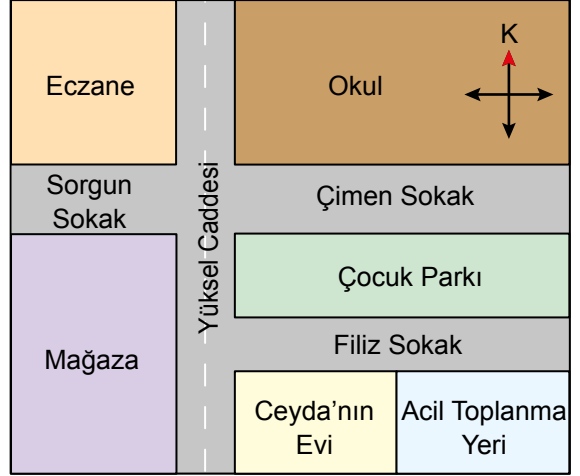 Eczane
Okul
K
Sorgun
Sokak
Yüksel Caddesi
Çimen Sokak
Çocuk Parkı
Mağaza
Filiz Sokak
Ceyda'nın
Evi
Acil Toplanma
Yeri